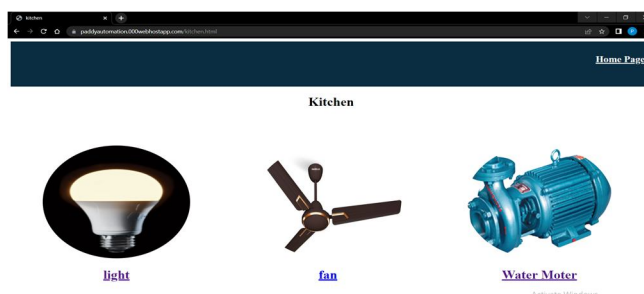 kitchen
paddyautomation.000webhostapp.com/kitchen.html
Home Page
Kitchen
light
fan
Water Moter